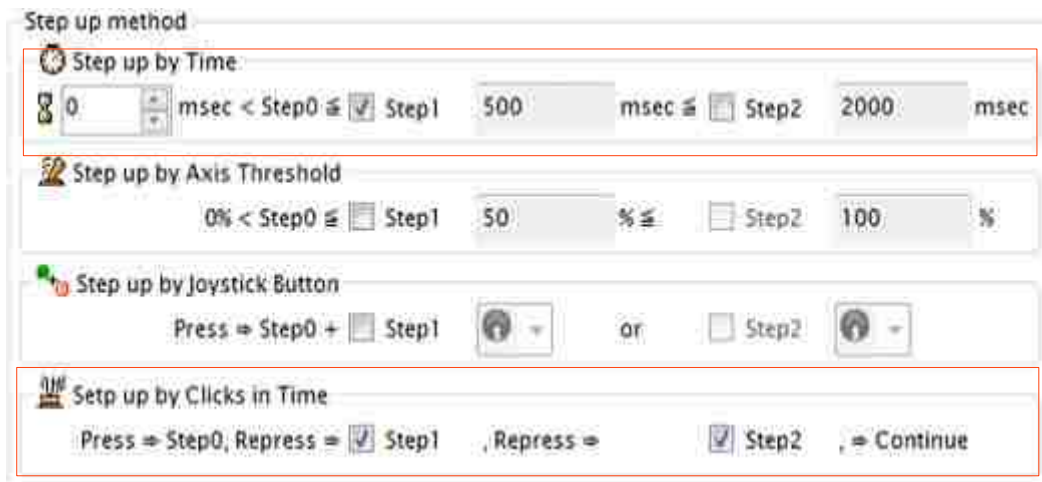 Step up method
Step up by Time
0 msec < Step0 ≦ Step1 500 msec ≦ Step2 2000 msec
Step up by Axis Threshold
0% < Step0 ≦ Step1 50 % ≦ Step2 100 %
Step up by Joystick Button
Press ⇒ Step0 + Step1 or Step2
Setp up by Clicks in Time
Press ⇒ Step0, Repress ⇒ Step1 , Repress ⇒ Step2 , ⇒ Continue